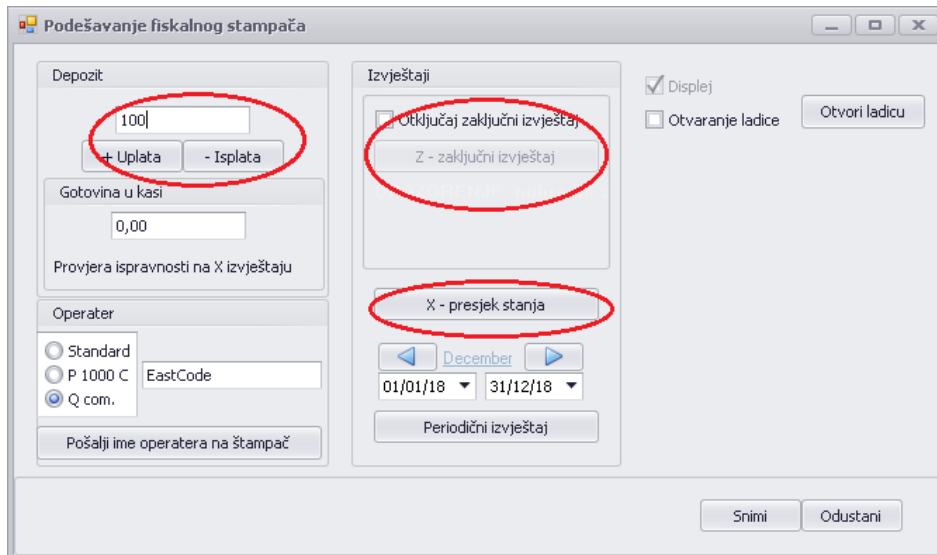 Podešavanje fiskalnog stampača
Depozit
100
+ Uplata
- Isplata
Gotovina u kasi
0,00
Provjera ispravnosti na X izvještaju
Operater
Standard
P 1000 C
Q com.
EastCode
Pošalji ime operatera na štampač
Izvještaji
Otključaj zaključni izvještaj
Z - zaključni izvještaj
X - presjek stanja
December
01/01/18
31/12/18
Periodični izvještaj
Displej
Otvaranje ladice
Otvori ladicu
Snimi
Odustani